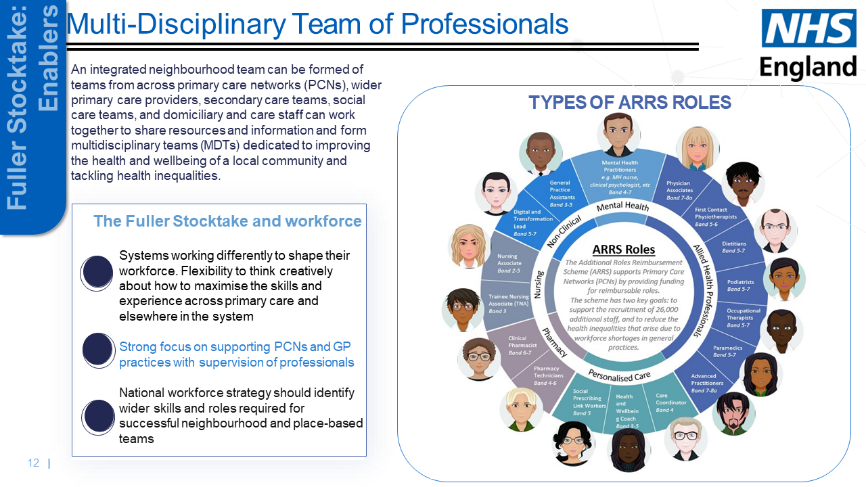 Fuller Stocktake:
Enablers
Multi-Disciplinary Team of Professionals
NHS
England
An integrated neighbourhood team can be formed of
teams from across primary care networks (PCNs), wider
primary care providers, secondary care teams, social
care teams, and domiciliary and care staff can work
together to share resources and information and form
multidisciplinary teams (MDTs) dedicated to improving
the health and wellbeing of a local community and
tackling health inequalities.
The Fuller Stocktake and workforce
Systems working differently to shape their
workforce. Flexibility to think creatively
about how to maximise the skills and
experience across primary care and
elsewhere in the system
Strong focus on supporting PCNs and GP
practices with supervision of professionals
National workforce strategy should identify
wider skills and roles required for
successful neighbourhood and place-based
teams
TYPES OF ARRS ROLES
Mental Health
Practitioners
e.g. MH nurse,
clinical psychologist, etc
Band 4-7
Physician
Associates
Band 7-8a
First Contact
Physiotherapists
Band 5-6
Dietitians
Band 5-7
Podiatrists
Band 5-7
Occupational
Therapists
Band 5-7
Paramedics
Band 5-7
Advanced
Practitioners
Band 7-8a
Care
Coordinator
Band 4
Health
and
Wellbein
g Coach
Band 4-5
Social
Prescribing
Link Workers
Band 5
Pharmacy
Technicians
Band 4-6
Clinical
Pharmacist
Band 6-7
Trainee Nursing
Associate (TNA)
Band 3
Nursing
Associate
Band 2-3
Digital and
Transformation
Lead
Band 5-7
General
Practice
Assistants
Band 3-5
Mental Health
Allied Health Professionals
Personalised Care
Pharmacy
Nursing
Non-Clinical
ARRS Roles
The Additional Roles Reimbursement
Scheme (ARRS) supports Primary Care
Networks (PCNs) by providing funding
for reimbursable roles.
The scheme has two key goals: to
support the recruitment of 26,000
additional staff, and to reduce the
health inequalities that arise due to
workforce shortages in general
practices.
12 |